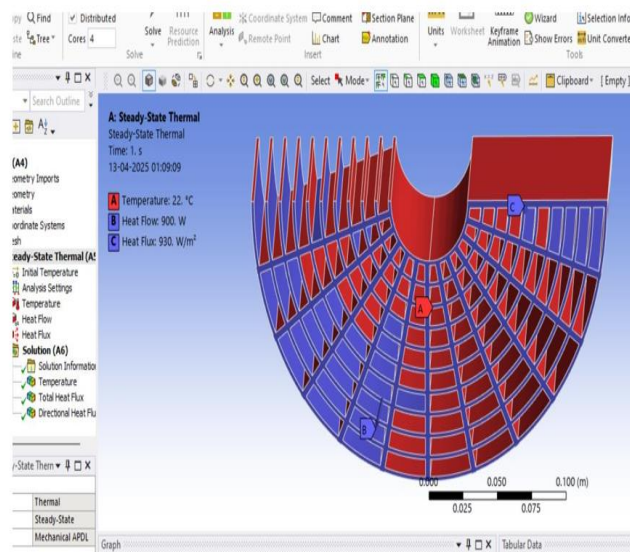 Find
Distributed
Tree
Cores 4
Solve
Resource
Prediction
Solve
Analysis
Coordinate System
Remote Point
Comment
Chart
Section Plane
Annotation
Insert
Units
Worksheet
Keyframe
Animation
Wizard
Show Errors
Selection Info
Unit Converte
Tools
Search Outline
Select
Mode
Clipboard
[ Empty ]
(A4)
eometry Imports
eometry
aterials
oordinate Systems
esh
teady-State Thermal (A5
Initial Temperature
Analysis Settings
Temperature
Heat Flow
Heat Flux
Solution (A6)
Solution Information
Temperature
Total Heat Flux
Directional Heat Flu
y-State Therm
Thermal
Steady-State
Mechanical APDL
A: Steady-State Thermal
Steady-State Thermal
Time: 1. s
13-04-2025 01:09:09
A Temperature: 22. °C
B Heat Flow: 900. W
C Heat Flux: 930. W/m²
C
A
B
0.000 0.050 0.100 (m)
0.025 0.075
Graph
Tabular Data